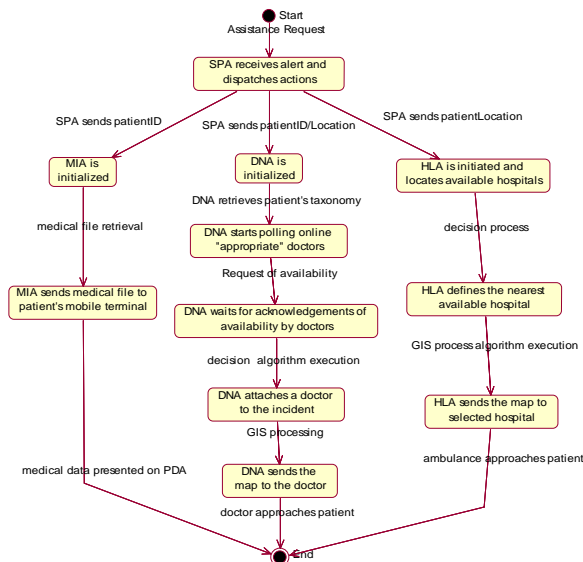 Start
Assistance Request
SPA receives alert and
dispatches actions
SPA sends patientID
SPA sends patientID/Location
SPA sends patientLocation
MIA is
initialized
DNA is
initialized
HLA is initiated and
locates available hospitals
medical file retrieval
DNA retrieves patient's taxonomy
decision process
DNA starts polling online
"appropriate" doctors
Request of availability
MIA sends medical file to
patient's mobile terminal
DNA waits for acknowledgements of
availability by doctors
HLA defines the nearest
available hospital
decision algorithm execution
GIS process algorithm execution
DNA attaches a doctor
to the incident
HLA sends the map to
selected hospital
GIS processing
medical data presented on PDA
DNA sends the
map to the doctor
ambulance approaches patient
doctor approaches patient
End